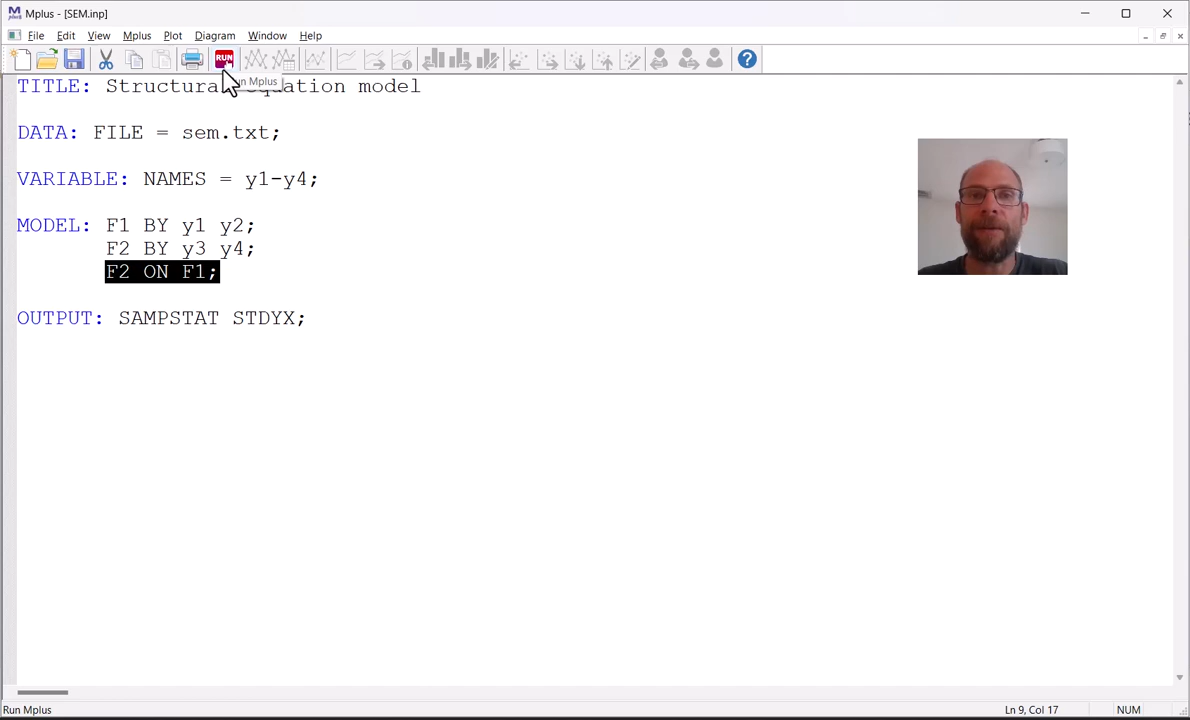 Mplus - [SEM.inp]
File Edit View Mplus Plot Diagram Window Help
RUN
Mplus
TITLE: equation model
DATA: FILE = sem.txt;
VARIABLE: NAMES = y1-y4;
MODEL: F1 BY y1 y2;
F2 BY y3 y4;
F2 ON F1;
OUTPUT: SAMPSTAT STDYX;
Run Mplus
Ln 9, Col 17
NUM